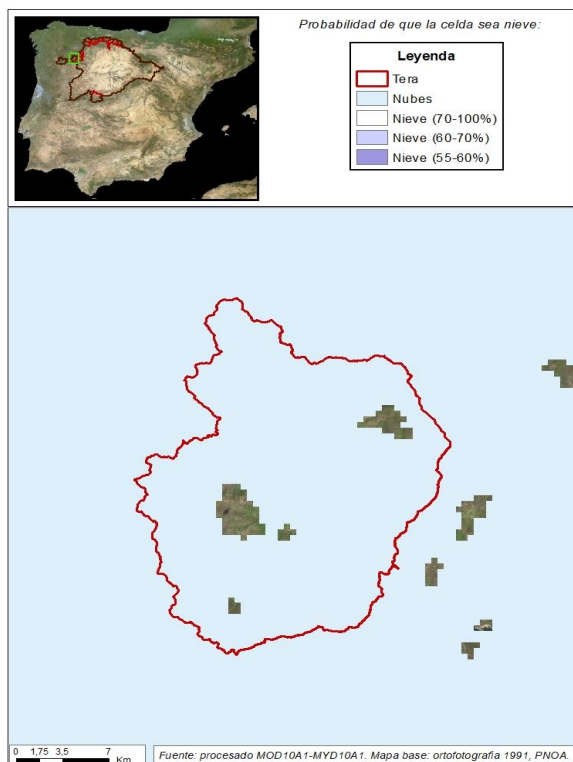 Probabilidad de que la celda sea nieve:
Leyenda
Tera
Nubes
Nieve (70-100%)
Nieve (60-70%)
Nieve (55-60%)
0 1,75 3,5 7
Km
Fuente: procesado MOD10A1-MYD10A1. Mapa base: ortofotografia 1991, PNOA.